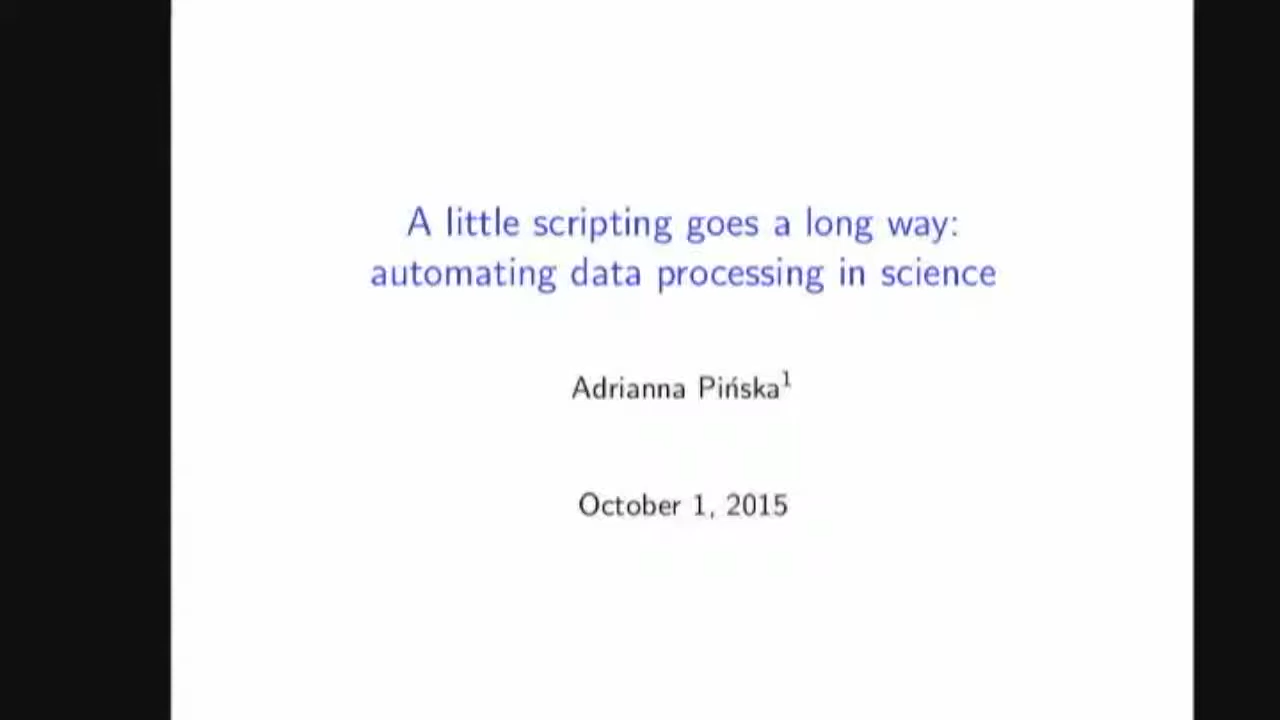 A little scripting goes a long way:
automating data processing in science
Adrianna Pińska¹
October 1, 2015